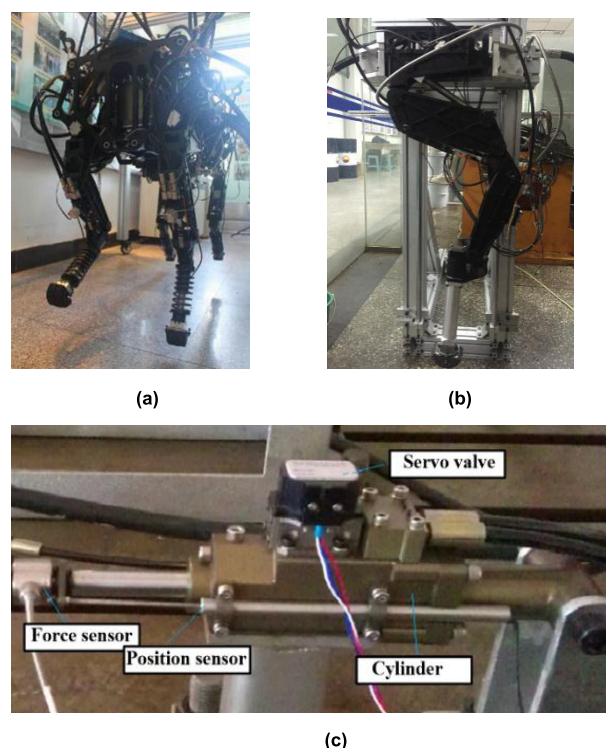 (a)
(b)
Servo valve
Force sensor
Position sensor
Cylinder
(c)